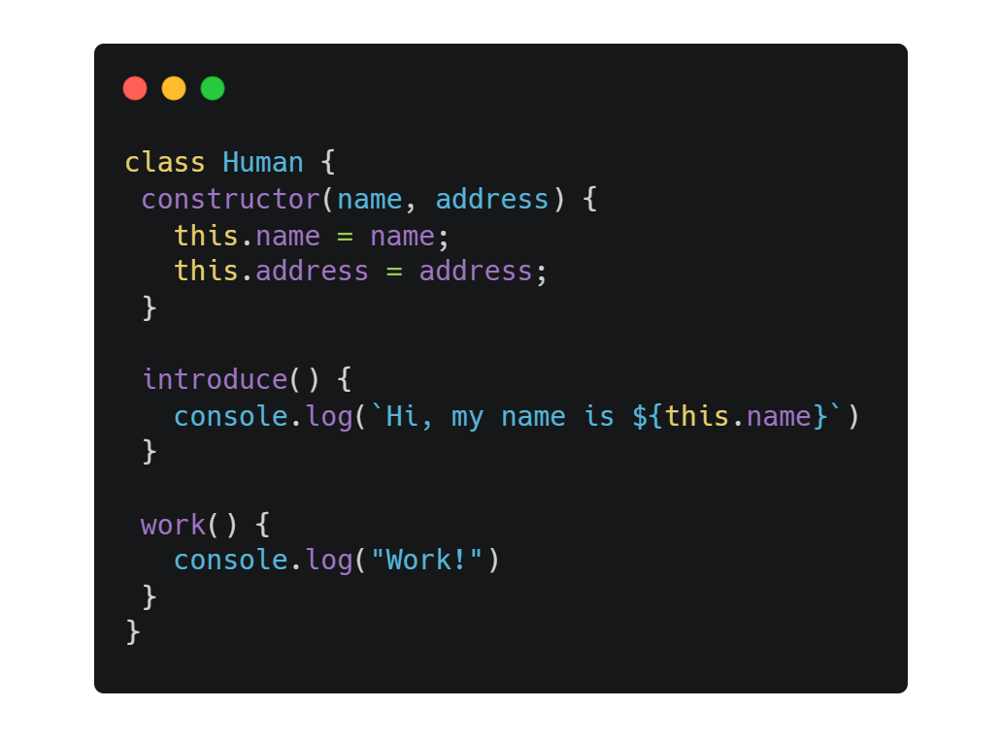 class Human {
 constructor(name, address) {
   this.name = name;
   this.address = address;
 }

 introduce() {
   console.log(`Hi, my name is ${this.name}`)
 }

 work() {
   console.log("Work!")
 }
}